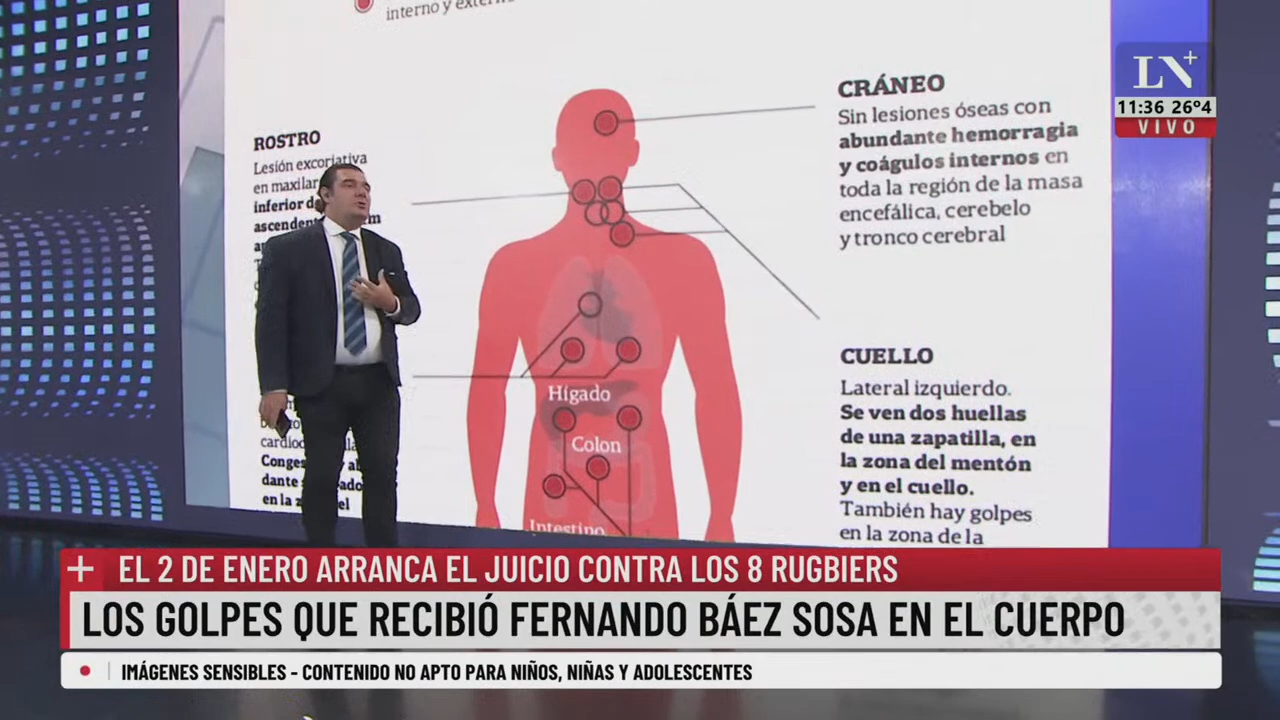 interno y
LN+
11:36 26º4
VIVO
CRÁNEO
Sin lesiones óseas con
abundante hemorragia
y coágulos internos en
toda la región de la masa
encefálica, cerebelo
y tronco cerebral
ROSTRO
Lesión excoriativa
en
inferior
Hígado
Colon
Intestino
CUELLO
Lateral izquierdo.
Se ven dos huellas
de una zapatilla, en
la zona del mentón
y en el cuello.
También hay golpes
en la zona de la
en la
EL 2 DE ENERO ARRANCA EL JUICIO CONTRA LOS 8 RUGBIERS
LOS GOLPES QUE RECIBIÓ FERNANDO BÁEZ SOSA EN EL CUERPO
IMÁGENES SENSIBLES - CONTENIDO NO APTO PARA NIÑOS, NIÑAS Y ADOLESCENTES